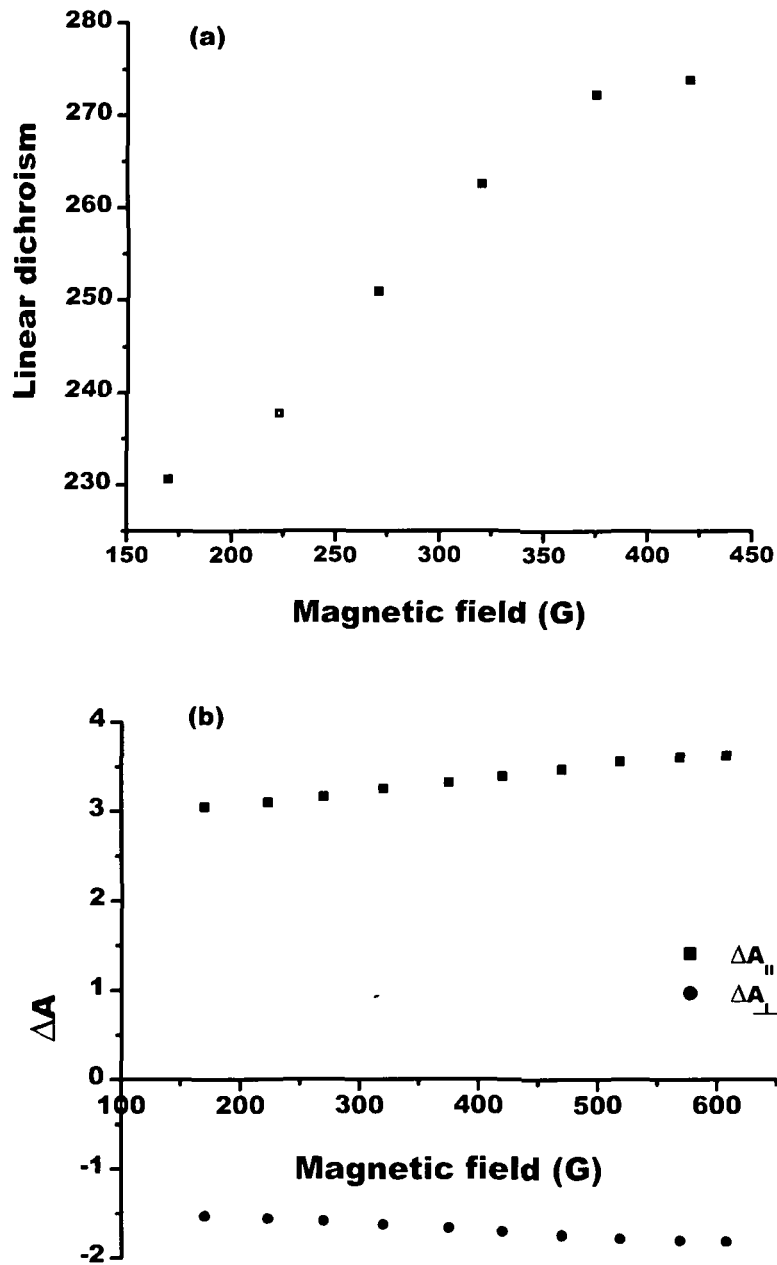 (a)
280
270
260
250
240
230
Linear dichroism
150 200 250 300 350 400 450
Magnetic field (G)
(b)
4
3
2
1
0
-1
-2
ΔA
ΔA||
ΔA⊥
100 200 300 400 500 600
Magnetic field (G)